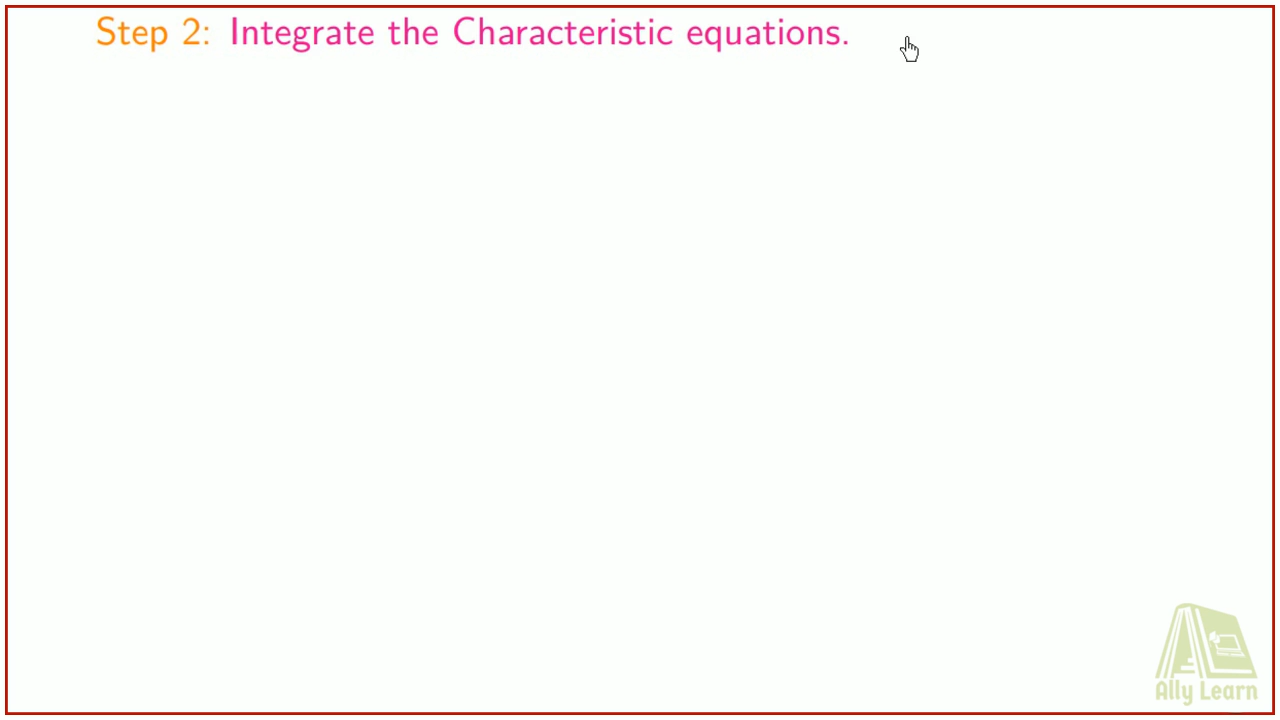 Step 2: Integrate the Characteristic equations.
Ally Learn